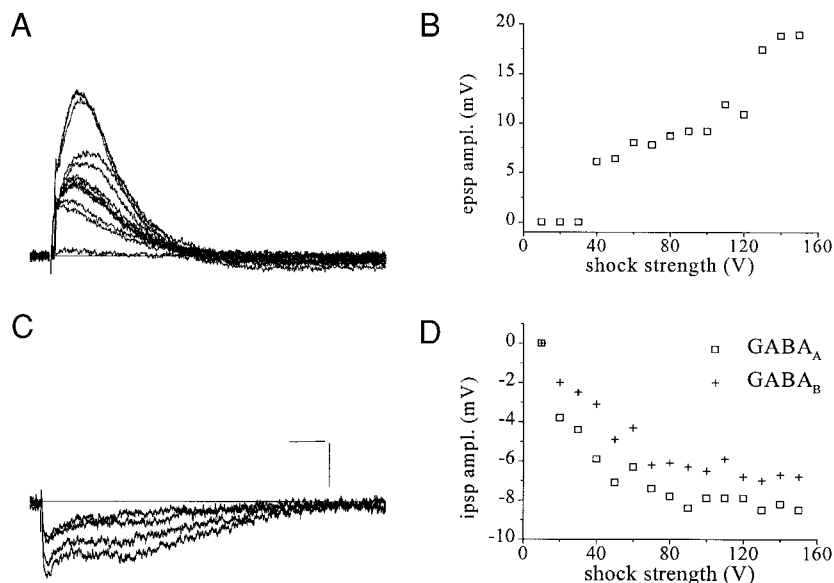 A
B
20
15
10
5
0
epsp ampl. (mV)
0 40 80 120 160
shock strength (V)
C
D
0
-2
-4
-6
-8
-10
ipsp ampl. (mV)
GABA_A
GABA_B
0 40 80 120 160
shock strength (V)